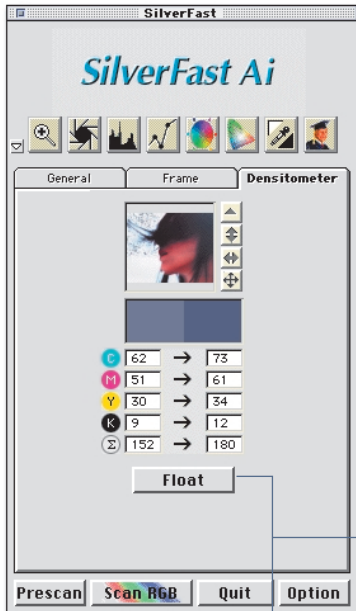 SilverFast
SilverFast Ai
General Frame Densitometer
C 62 → 73
M 51 → 61
Y 30 → 34
K 9 → 12
Σ 152 → 180
Float
Prescan Scan RGB Quit Option